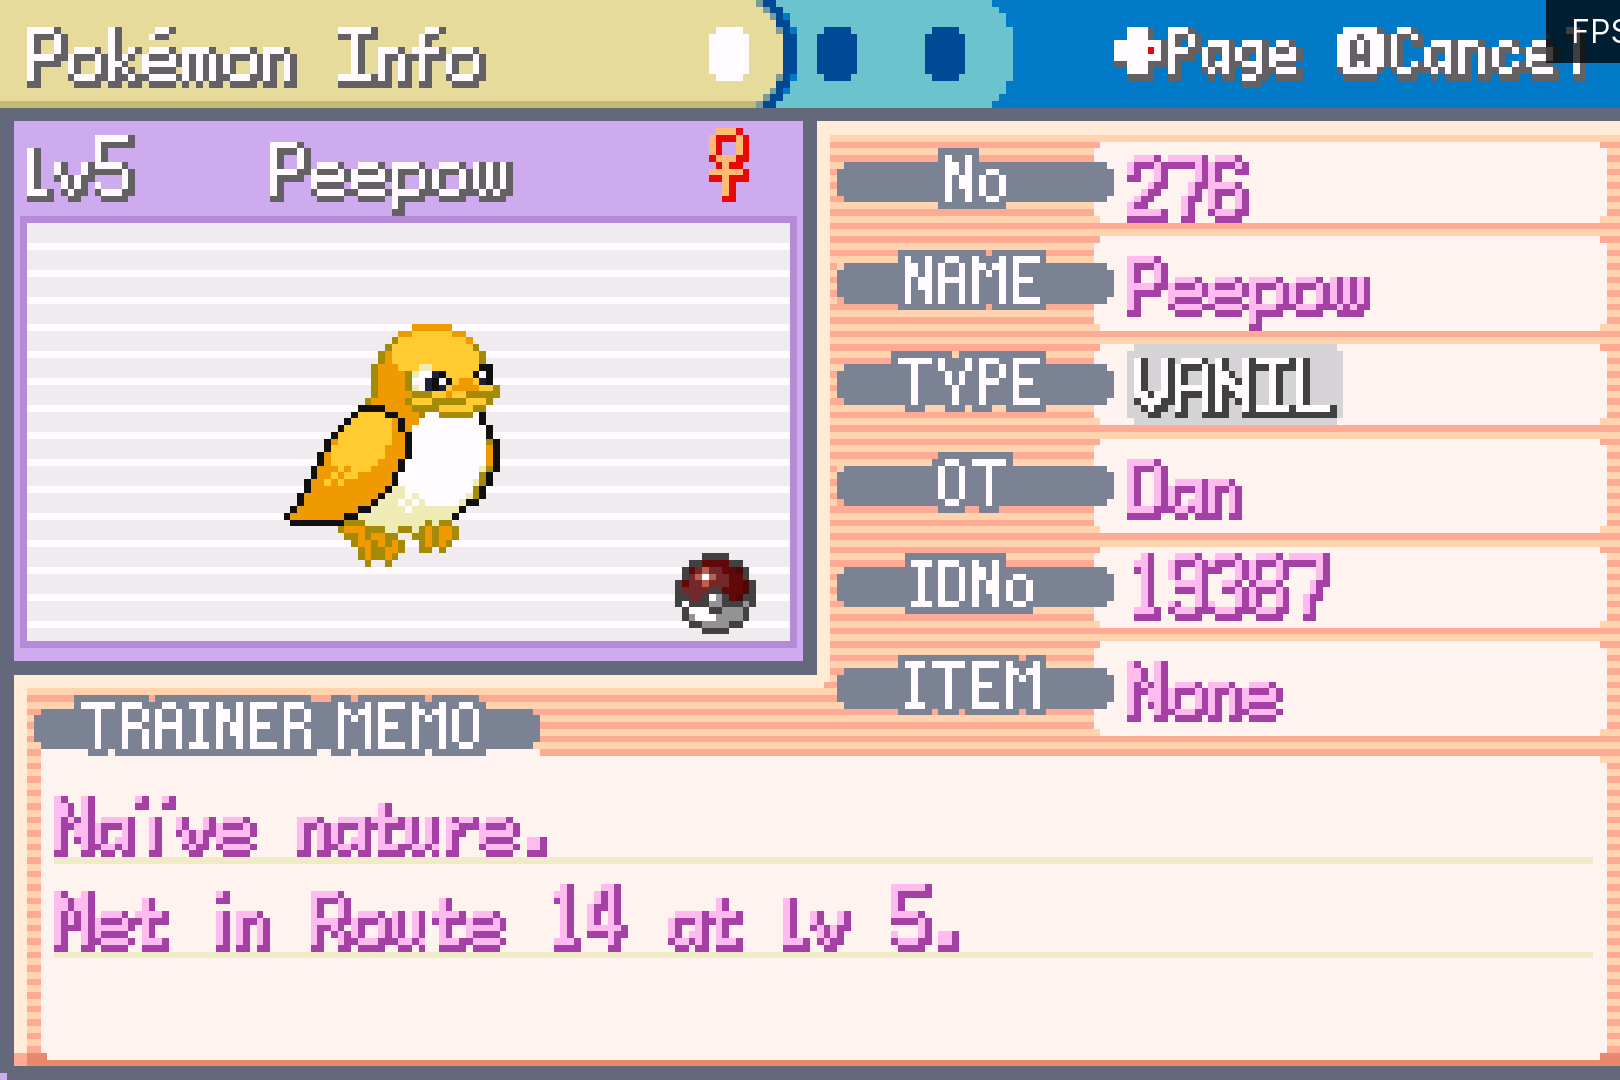 Pokémon Info
Page
Cancel
FPS
Lv5 Peepow ♀
No 276
NAME Peepow
TYPE VANIL
OT Dan
IDNo 19387
ITEM None
TRAINER MEMO
Naïve nature.
Met in Route 14 at Lv 5.